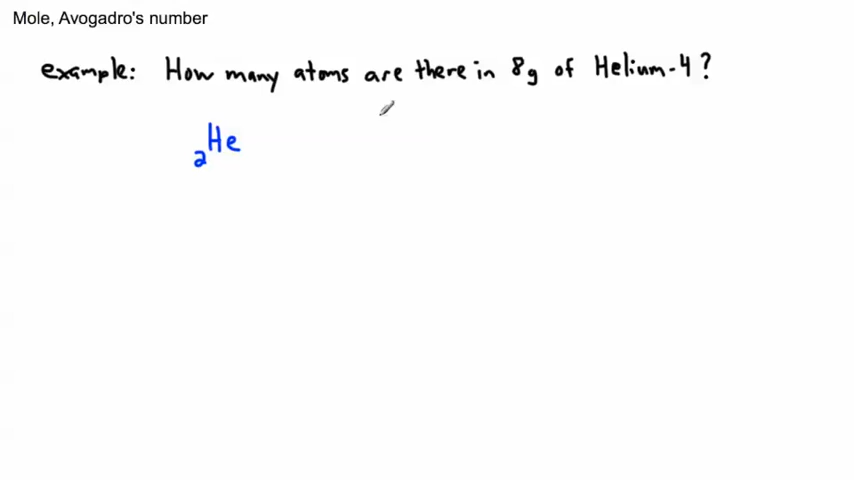 Mole, Avogadro's number
example: How many atoms are there in 8g of Helium-4?
₂He